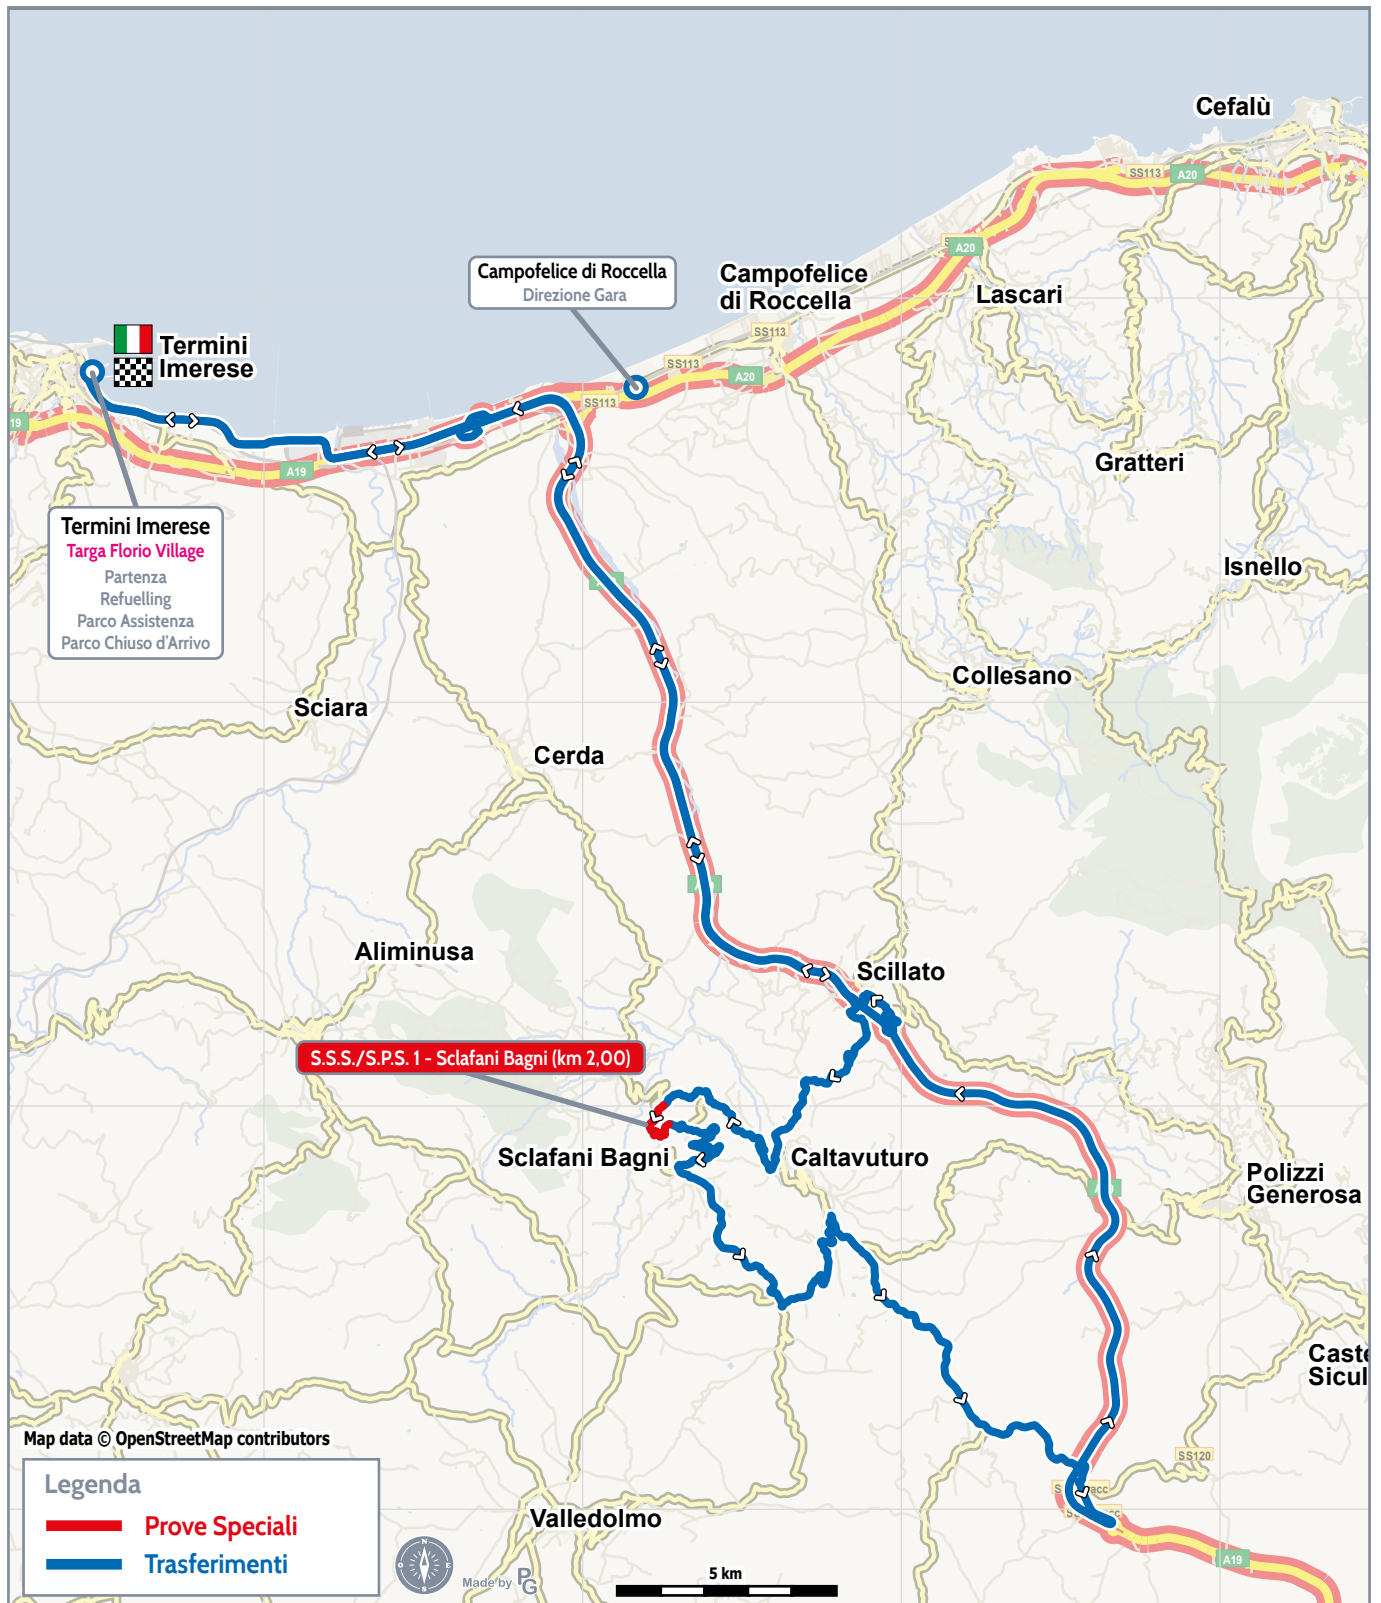 Cefalù
SS113
A20
A20
Campofelice di Roccella
Direzione Gara
Campofelice
di Roccella
Lascari
SS113
Termini
Imerese
SS113
A20
SS113
19
A19
Gratteri
Termini Imerese
Targa Florio Village
Partenza
Refuelling
Parco Assistenza
Parco Chiuso d'Arrivo
Isnello
Collesano
Sciara
Cerda
Aliminusa
Scillato
S.S.S./S.P.S. 1 - Sclafani Bagni (km 2,00)
Sclafani Bagni
Caltavuturo
Polizzi
Generosa
Caste
Sicul
Map data © OpenStreetMap contributors
SS120
Legenda
Prove Speciali
Trasferimenti
Valledolmo
N
O
E
S
Made by PG
5 km
A19